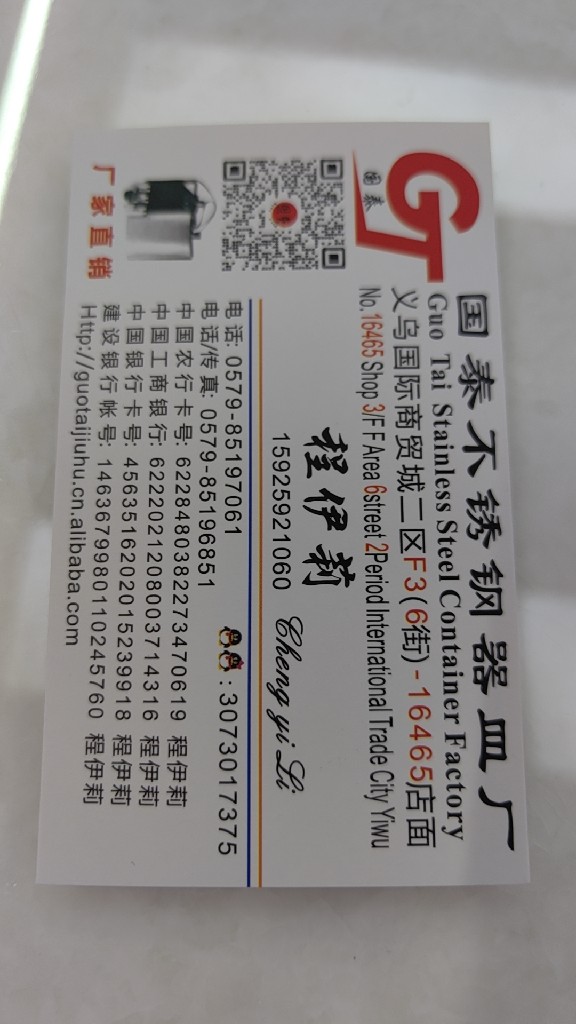 GT
国泰
国泰不锈钢器皿厂
Guo Tai Stainless Steel Container Factory
义乌国际商贸城二区F3(6街)-16465店面
No.16465 Shop 3/F F Area 6street 2Period International Trade City Yiwu
程伊莉 Cheng yi Li
15925921060
厂家直销
电话: 0579-85197061
电话/传真: 0579-85196851 :3073017375
中国农行卡号: 6228480382273470619 程伊莉
中国工商银行: 6222021208003714316 程伊莉
中国银行卡号: 4563516202015239918 程伊莉
建设银行帐号: 1463679980110245760 程伊莉
Http://guotaijiuhu.cn.alibaba.com